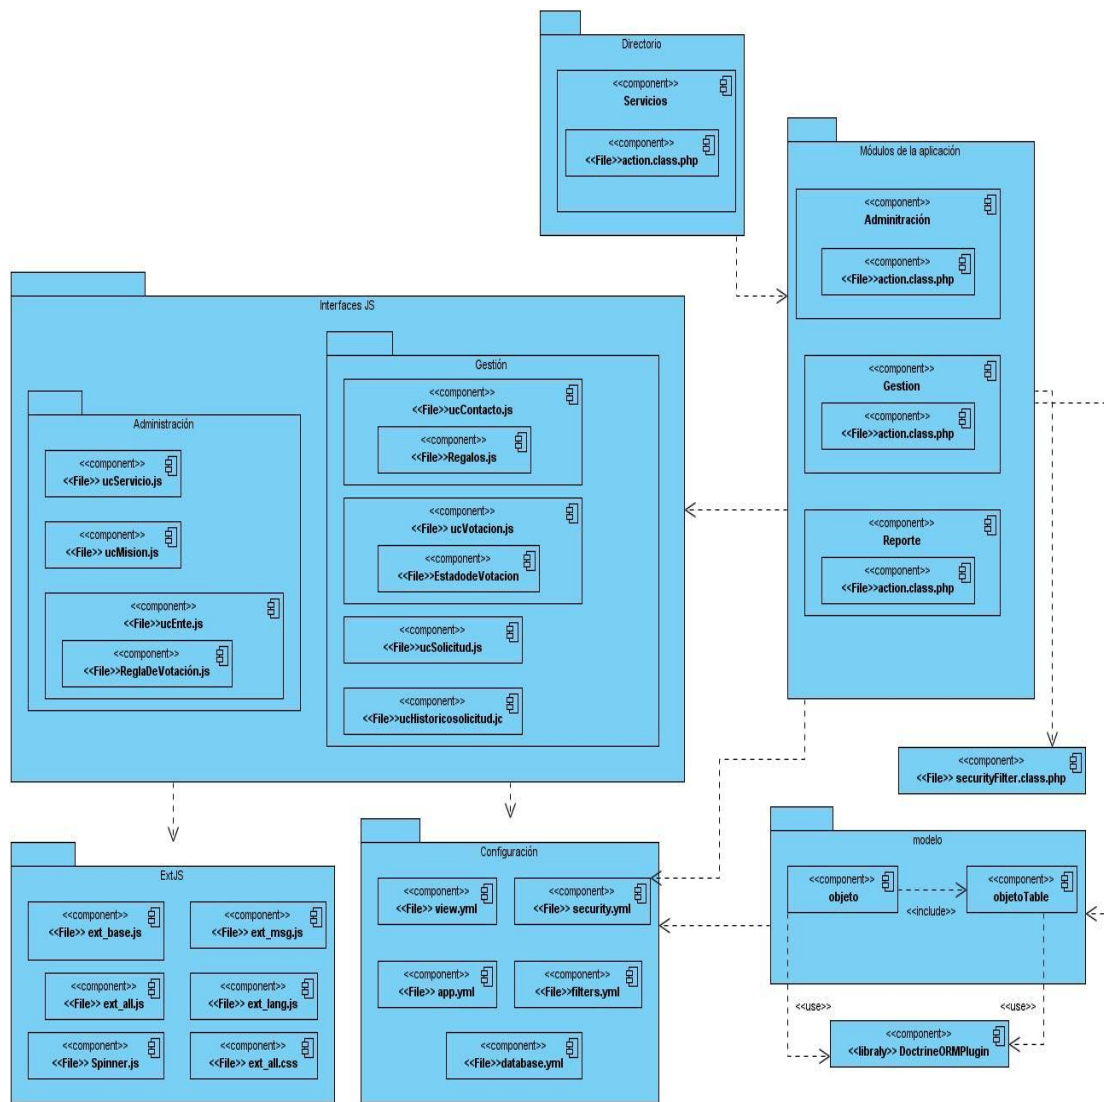 Directorio
<<component>>
Servicios
<<component>>
<<File>>action.class.php
Módulos de la aplicación
<<component>>
Adminitración
<<component>>
<<File>>action.class.php
<<component>>
Gestion
<<component>>
<<File>>action.class.php
<<component>>
Reporte
<<component>>
<<File>>action.class.php
Interfaces JS
Administración
<<component>>
<<File>> ucServicio.js
<<component>>
<<File>> ucMision.js
<<component>>
<<File>>ucEnte.js
<<component>>
<<File>>ReglaDeVotación.js
Gestión
<<component>>
<<File>>ucContacto.js
<<component>>
<<File>>Regalos.js
<<component>>
<<File>> ucVotacion.js
<<component>>
<<File>>EstadodeVotacion
<<component>>
<<File>>ucSolicitud.js
<<component>>
<<File>>ucHistoricosolicitud.jc
<<component>>
<<File>> securityFilter.class.php
ExtJS
<<component>>
<<File>> ext_base.js
<<component>>
<<File>> ext_msg.js
<<component>>
<<File>> ext_all.js
<<component>>
<<File>> ext_lang.js
<<component>>
<<File>> Spinner.js
<<component>>
<<File>> ext_all.css
Configuración
<<component>>
<<File>> view.yml
<<component>>
<<File>> security.yml
<<component>>
<<File>> app.yml
<<component>>
<<File>>filters.yml
<<component>>
<<File>>database.yml
modelo
<<component>>
objeto
<<include>>
<<component>>
objetoTable
<<use>>
<<use>>
<<component>>
<<libraly>> DoctrineORMPlugin